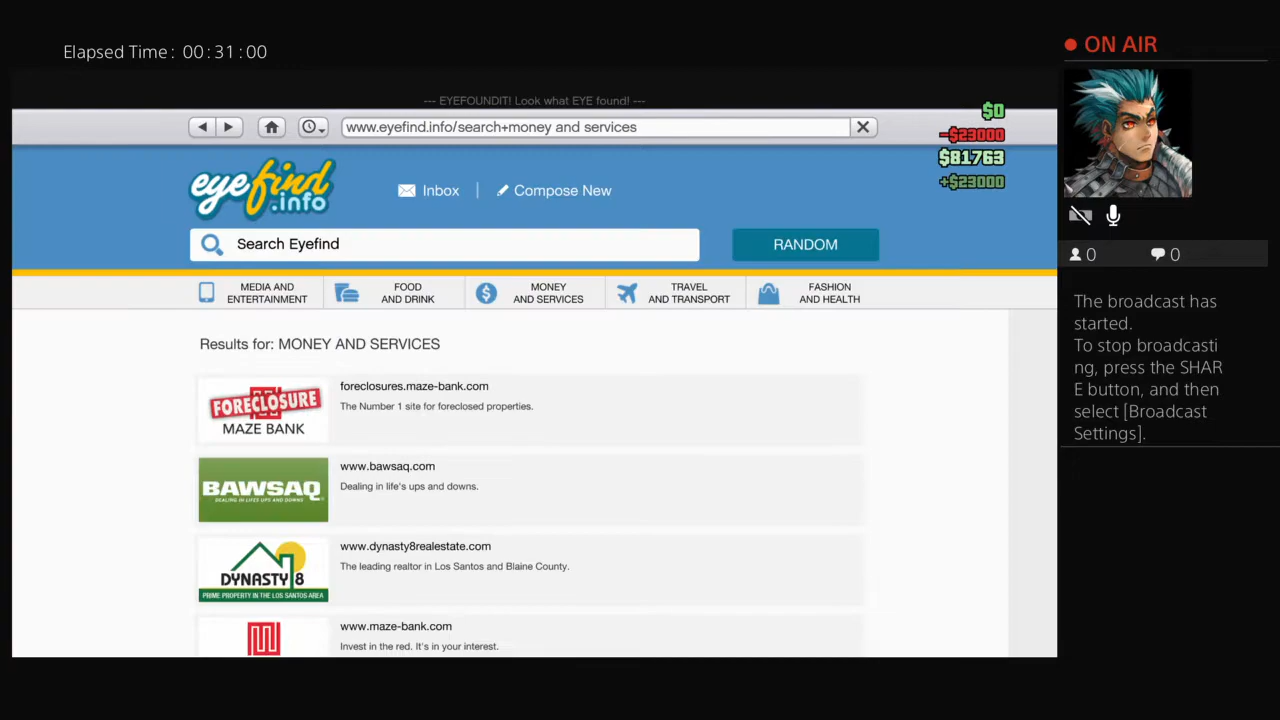 Elapsed Time: 00:31:00
ON AIR
--- EYEFOUNDIT! Look what EYE found! ---
www.eyefind.info/search+money and services
$0
-$23000
$81763
+$23000
eyefind
.info
Inbox
Compose New
Search Eyefind
RANDOM
MEDIA AND
ENTERTAINMENT
FOOD
AND DRINK
MONEY
AND SERVICES
TRAVEL
AND TRANSPORT
FASHION
AND HEALTH
0
0
The broadcast has
started.
To stop broadcasti
ng, press the SHAR
E button, and then
select [Broadcast
Settings].
Results for: MONEY AND SERVICES
FORECLOSURE
MAZE BANK
foreclosures.maze-bank.com
The Number 1 site for foreclosed properties.
BAWSAQ
DEALING IN LIFE'S UPS AND DOWNS
www.bawsaq.com
Dealing in life's ups and downs.
DYNASTY 8
PRIME PROPERTY IN THE LOS SANTOS AREA
www.dynasty8realestate.com
The leading realtor in Los Santos and Blaine County.
www.maze-bank.com
Invest in the red. It's in your interest.